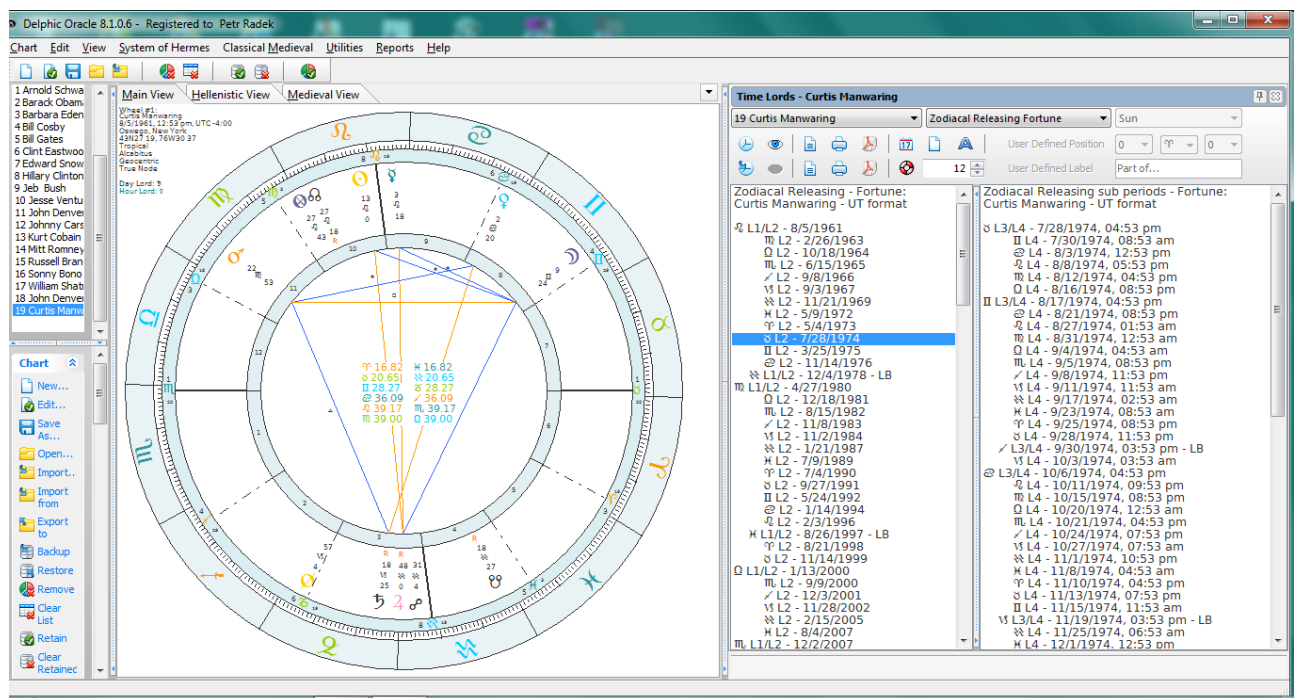 Delphic Oracle 8.1.0.6 - Registered to Petr Radek
Chart Edit View System of Hermes Classical Medieval Utilities Reports Help
1 Arnold Schwa
2 Barack Obam
3 Barbara Eden
4 Bill Cosby
5 Bill Gates
6 Clint Eastwoo
7 Edward Snow
8 Hillary Clinton
9 Jeb Bush
10 Jesse Ventu
11 John Denver
12 Johnny Cars
13 Kurt Cobain
14 Mitt Romney
15 Russell Bran
16 Sonny Bono
17 William Shat
18 John Denver
19 Curtis Manw
Chart
New...
Edit...
Save
As...
Open...
Import..
Import
from
Export
to
Backup
Restore
Remove
Clear
List
Retain
Clear
Retainec
Main View Hellenistic View Medieval View
Wheel #1:
Curtis Manwaring
8/5/1961, 12:53 pm, UTC-4:00
Oswego, New York
43N27 19, 76W30 37
Tropical
Alcabitus
Geocentric
True Node
Day Lord: ♄
Hour Lord: ☿
♈ 16.82 ♓ 16.82
♉ 20.65 ♒ 20.65
♊ 28.27 ♉ 28.27
♋ 36.09 ♐ 36.09
♌ 39.17 ♏ 39.17
♍ 39.00 ♎ 39.00
Time Lords - Curtis Manwaring
19 Curtis Manwaring Zodiacal Releasing Fortune Sun
User Defined Position 0 ♈ 0
12 User Defined Label Part of...
Zodiacal Releasing - Fortune:
Curtis Manwaring - UT format
♌ L1/L2 - 8/5/1961
♍ L2 - 2/26/1963
♎ L2 - 10/18/1964
♏ L2 - 6/15/1965
♐ L2 - 9/8/1966
♑ L2 - 9/3/1967
♒ L2 - 11/21/1969
♓ L2 - 5/9/1972
♈ L2 - 5/4/1973
♉ L2 - 7/28/1974
♊ L2 - 3/25/1975
♋ L2 - 11/14/1976
♒ L1/L2 - 12/4/1978 - LB
♍ L1/L2 - 4/27/1980
♎ L2 - 12/18/1981
♏ L2 - 8/15/1982
♐ L2 - 11/8/1983
♑ L2 - 11/2/1984
♒ L2 - 1/21/1987
♓ L2 - 7/9/1989
♈ L2 - 7/4/1990
♉ L2 - 9/27/1991
♊ L2 - 5/24/1992
♋ L2 - 1/14/1994
♌ L2 - 2/3/1996
♓ L1/L2 - 8/26/1997 - LB
♈ L2 - 8/21/1998
♉ L2 - 11/14/1999
♎ L1/L2 - 1/13/2000
♏ L2 - 9/9/2000
♐ L2 - 12/3/2001
♑ L2 - 11/28/2002
♒ L2 - 2/15/2005
♓ L2 - 8/4/2007
♏ L1/L2 - 12/2/2007
Zodiacal Releasing sub periods - Fortune:
Curtis Manwaring - UT format
♉ L3/L4 - 7/28/1974, 04:53 pm
♊ L4 - 7/30/1974, 08:53 am
♋ L4 - 8/3/1974, 12:53 pm
♌ L4 - 8/8/1974, 05:53 pm
♍ L4 - 8/12/1974, 04:53 pm
♎ L4 - 8/16/1974, 08:53 pm
♊ L3/L4 - 8/17/1974, 04:53 pm
♋ L4 - 8/21/1974, 08:53 pm
♌ L4 - 8/27/1974, 01:53 am
♍ L4 - 8/31/1974, 12:53 am
♎ L4 - 9/4/1974, 04:53 am
♏ L4 - 9/5/1974, 08:53 pm
♐ L4 - 9/8/1974, 11:53 pm
♑ L4 - 9/11/1974, 11:53 am
♒ L4 - 9/17/1974, 02:53 am
♓ L4 - 9/23/1974, 08:53 am
♈ L4 - 9/25/1974, 08:53 pm
♉ L4 - 9/28/1974, 11:53 pm
♐ L3/L4 - 9/30/1974, 03:53 pm - LB
♑ L4 - 10/3/1974, 03:53 am
♋ L3/L4 - 10/6/1974, 04:53 pm
♌ L4 - 10/11/1974, 09:53 pm
♍ L4 - 10/15/1974, 08:53 pm
♎ L4 - 10/20/1974, 12:53 am
♏ L4 - 10/21/1974, 04:53 pm
♐ L4 - 10/24/1974, 07:53 pm
♑ L4 - 10/27/1974, 07:53 am
♒ L4 - 11/1/1974, 10:53 pm
♓ L4 - 11/8/1974, 04:53 am
♈ L4 - 11/10/1974, 04:53 pm
♉ L4 - 11/13/1974, 07:53 pm
♊ L4 - 11/15/1974, 11:53 am
♑ L3/L4 - 11/19/1974, 03:53 pm - LB
♒ L4 - 11/25/1974, 06:53 am
♓ L4 - 12/1/1974, 12:53 pm